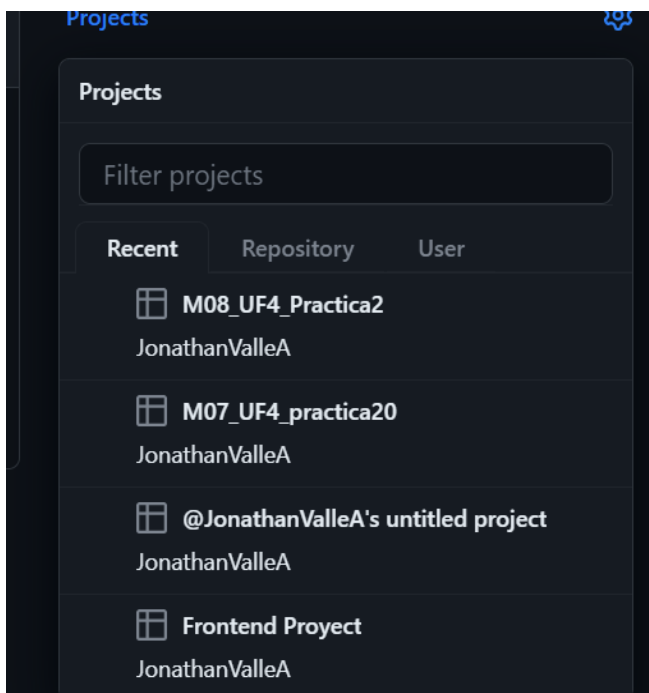 Projects
Projects
Filter projects
Recent Repository User
M08_UF4_Practica2
JonathanValleA
M07_UF4_practica20
JonathanValleA
@JonathanValleA's untitled project
JonathanValleA
Frontend Proyect
JonathanValleA